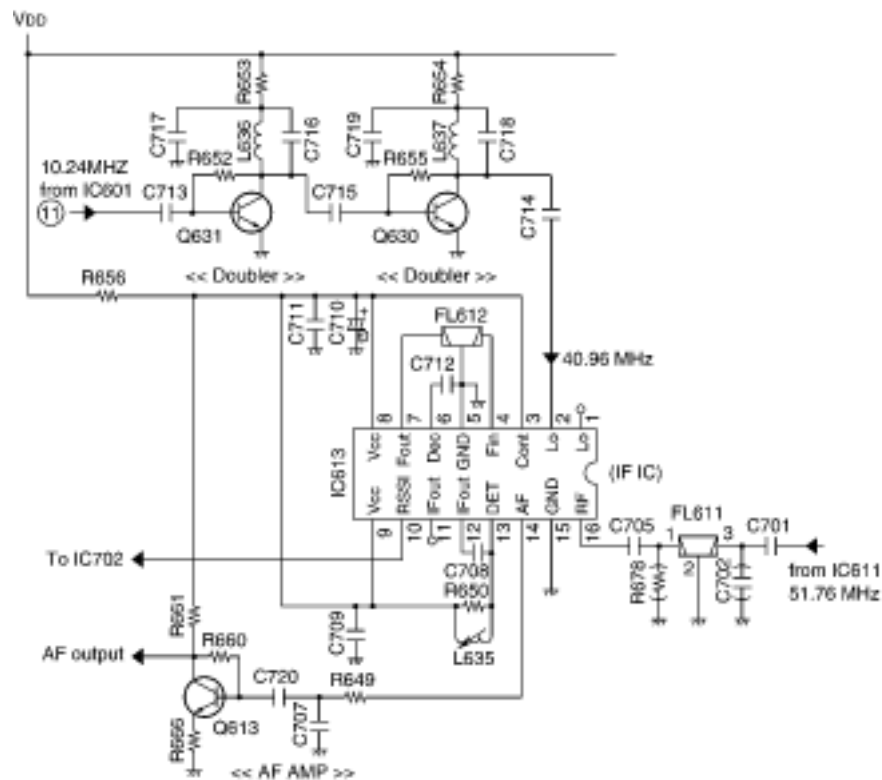 VDD
R653
R654
C717
L636
C716
C719
L637
C718
10.24MHZ
from IC601
R652
R655
C713
C715
C714
11
Q631
Q630
<< Doubler >>
<< Doubler >>
R656
C711
C710
FL612
C712
40.96 MHz
8 7 6 5 4 3 2 1
Vcc Fout Dec GND Fin Cont Lo Lo
IC613
(IF IC)
Vcc RSSI IFout IFout DET AF GND RF
9 10 11 12 13 14 15 16
FL611
C705
1
3
C701
2
R678
C702
from IC611
51.76 MHz
To IC702
C708
R650
C709
L635
R661
R660
AF output
C720
R649
Q613
C707
<< AF AMP >>